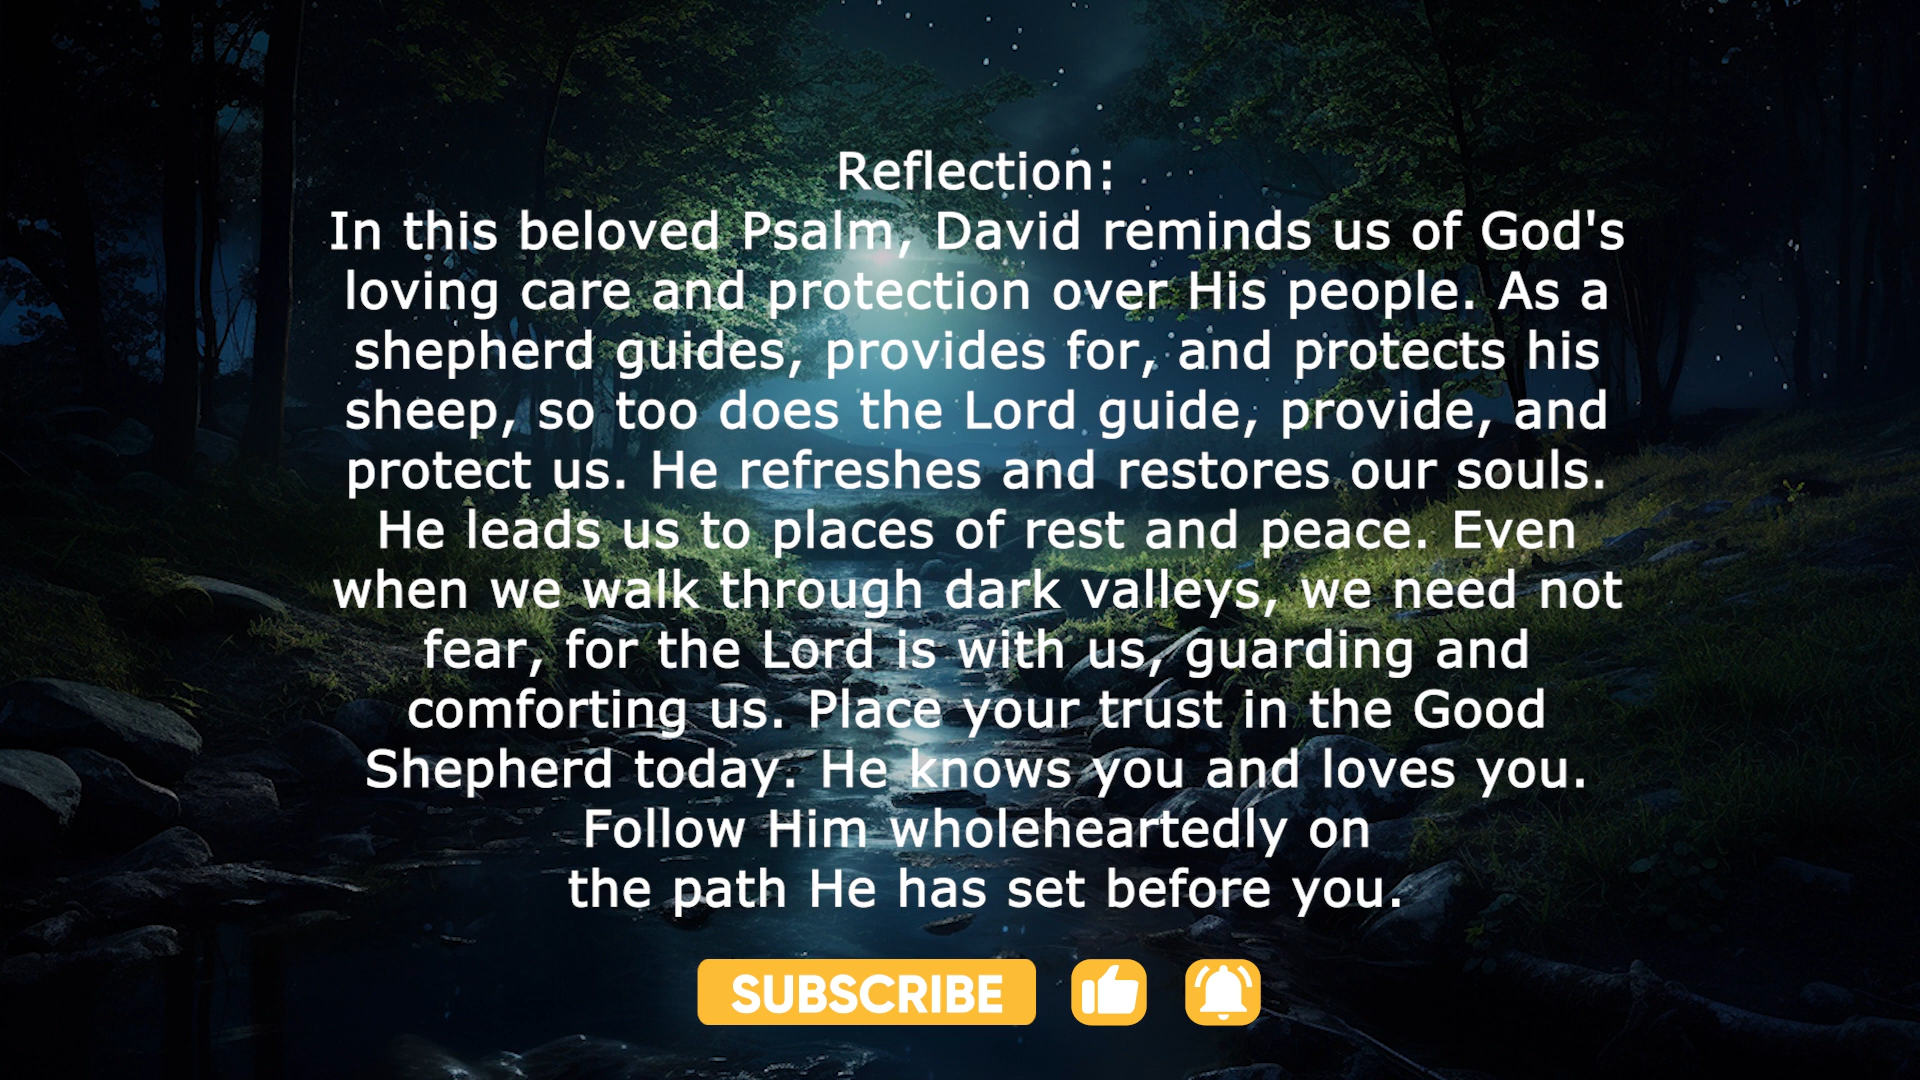 Reflection:
In this beloved Psalm, David reminds us of God's
loving care and protection over His people. As a
shepherd guides, provides for, and protects his
sheep, so too does the Lord guide, provide, and
protect us. He refreshes and restores our souls.
He leads us to places of rest and peace. Even
when we walk through dark valleys, we need not
fear, for the Lord is with us, guarding and
comforting us. Place your trust in the Good
Shepherd today. He knows you and loves you.
Follow Him wholeheartedly on
the path He has set before you.
SUBSCRIBE